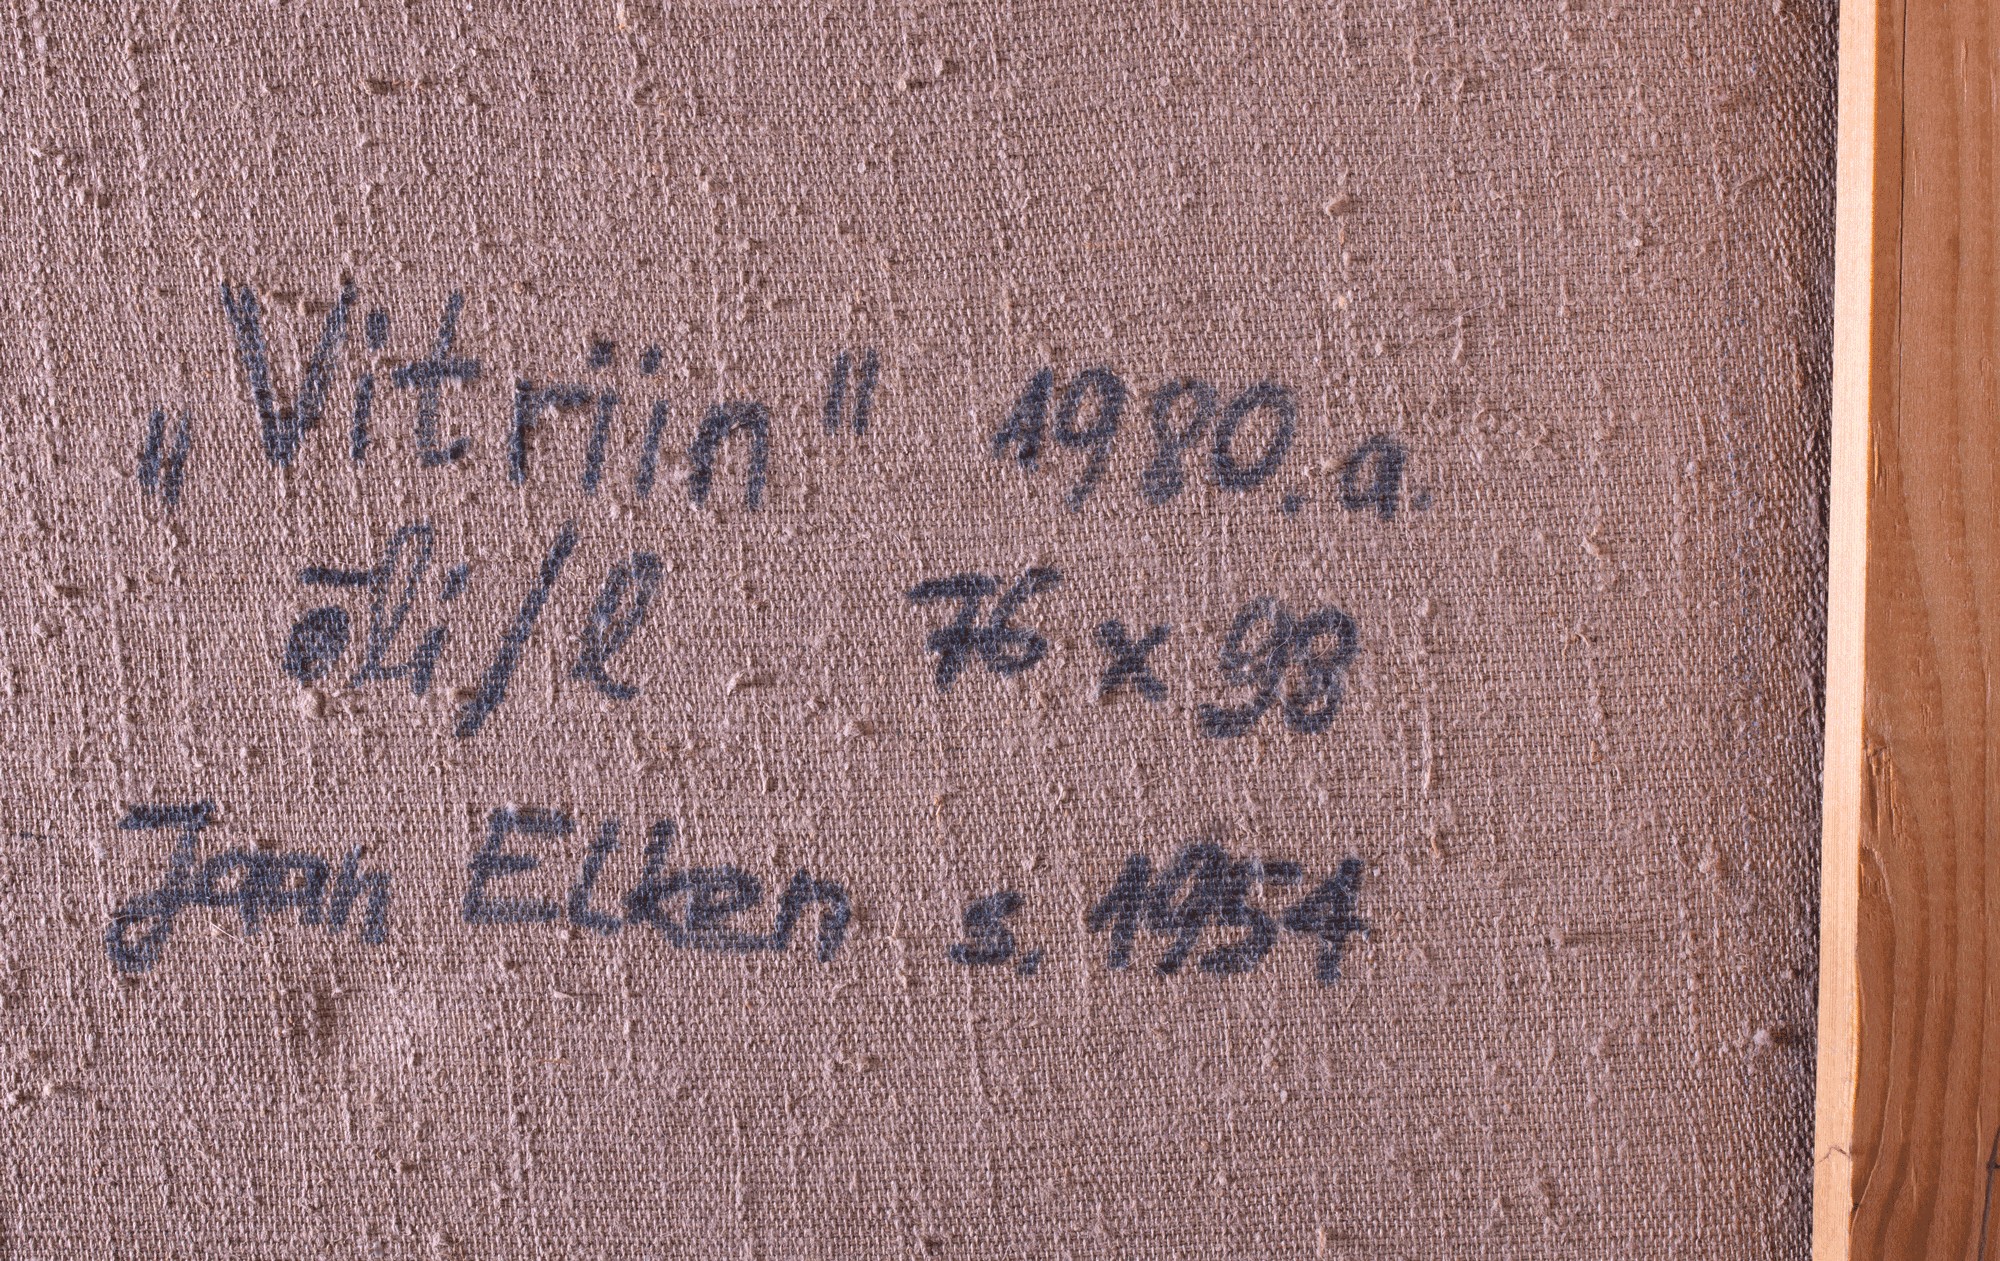 „Vitriin" 1980.a.
õli/l 76 x 98
Jaan Elken s. 1954